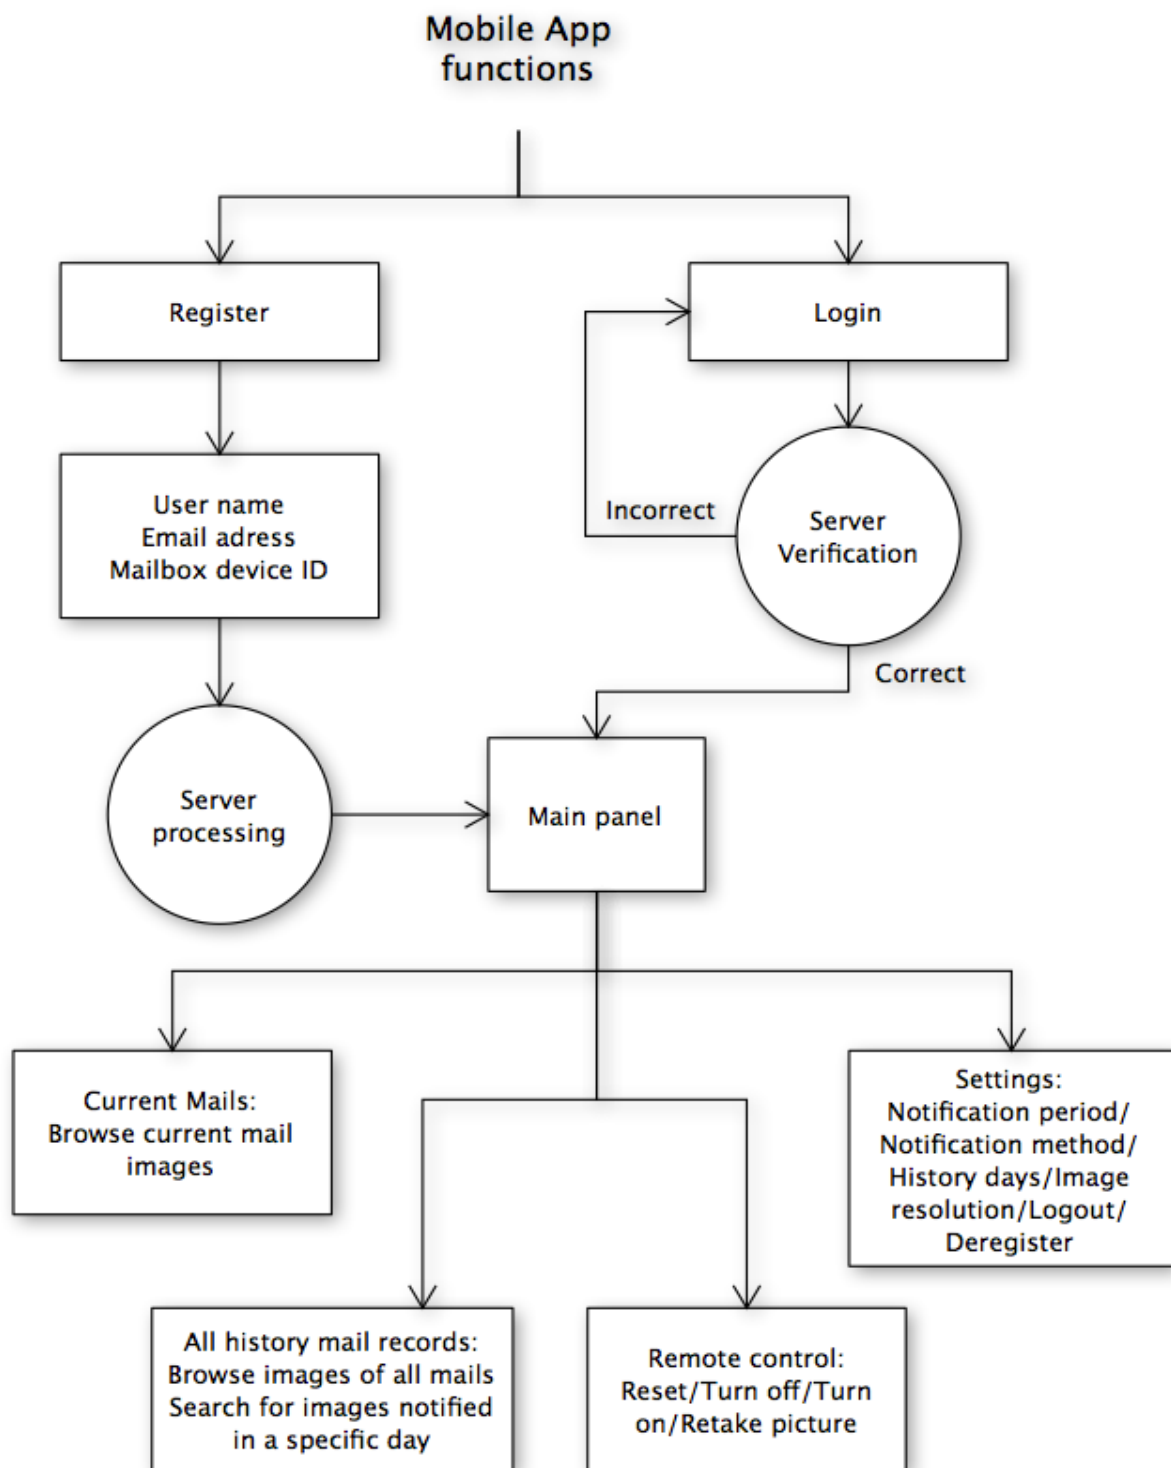 Mobile App
functions
Register
Login
User name
Email adress
Mailbox device ID
Incorrect
Server
Verification
Correct
Server
processing
Main panel
Current Mails:
Browse current mail
images
Settings:
Notification period/
Notification method/
History days/Image
resolution/Logout/
Deregister
All history mail records:
Browse images of all mails
Search for images notified
in a specific day
Remote control:
Reset/Turn off/Turn
on/Retake picture